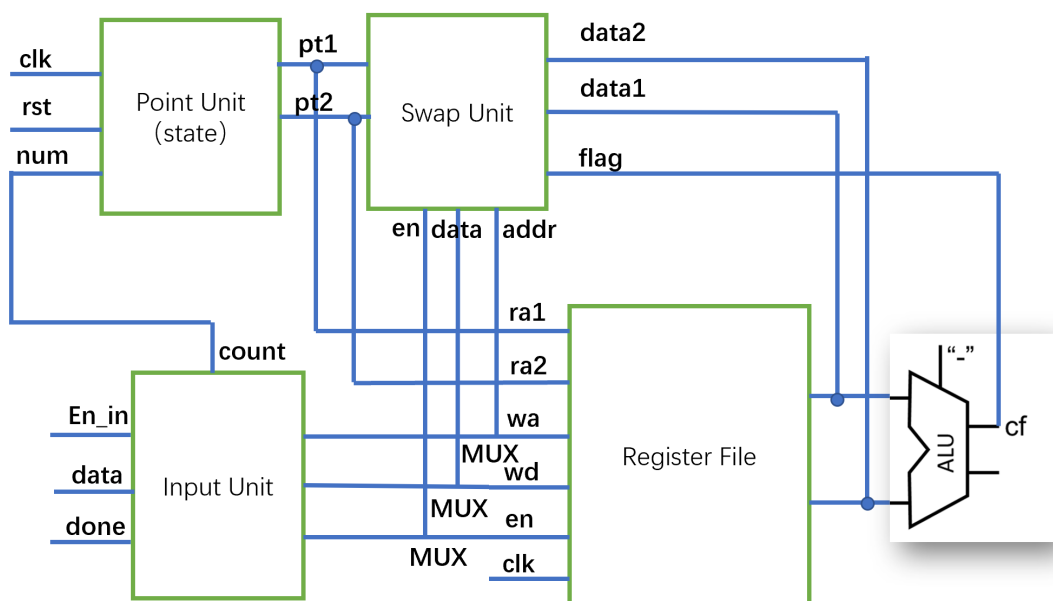 clk
rst
num
Point Unit
(state)
pt1
pt2
Swap Unit
data2
data1
flag
en
data
addr
count
En_in
data
done
Input Unit
ra1
ra2
wa
MUX
wd
MUX
en
MUX
clk
Register File
“-”
ALU
cf